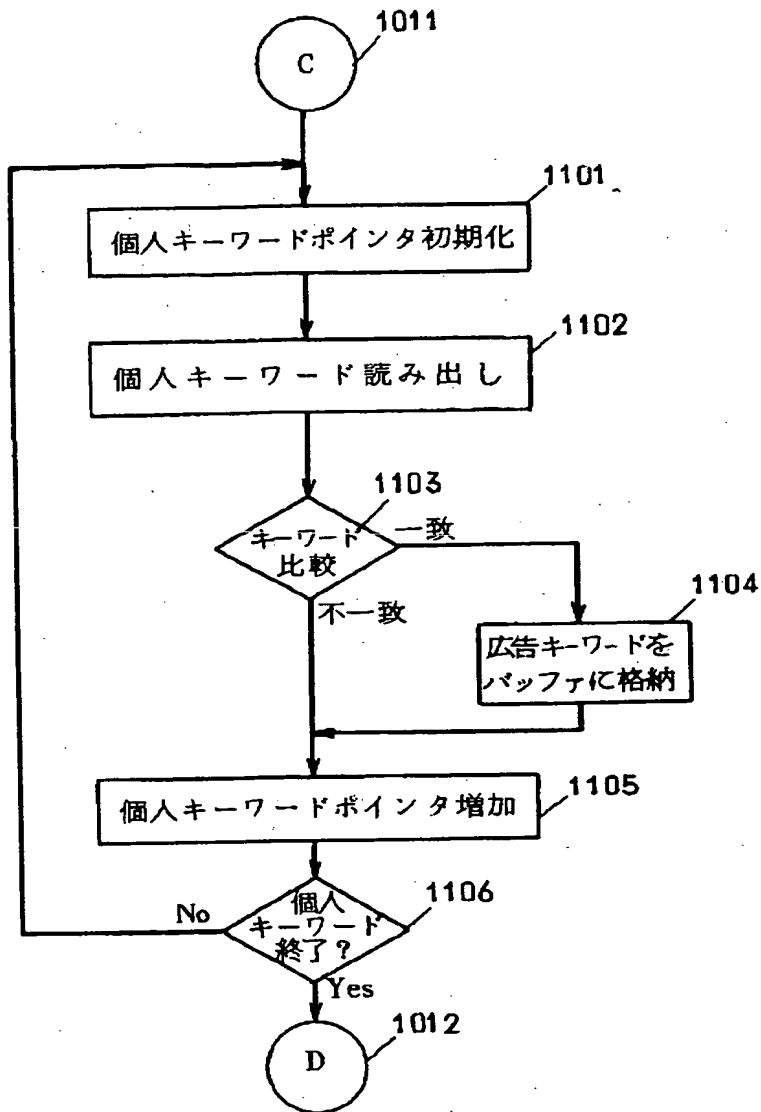 1011
C
1101
個人キーワードポインタ初期化
1102
個人キーワード読み出し
1103
キーワード
比較
一致
不一致
1104
広告キーワードを
バッファに格納
1105
個人キーワードポインタ増加
1106
個人
キーワード
終了?
No
Yes
1012
D